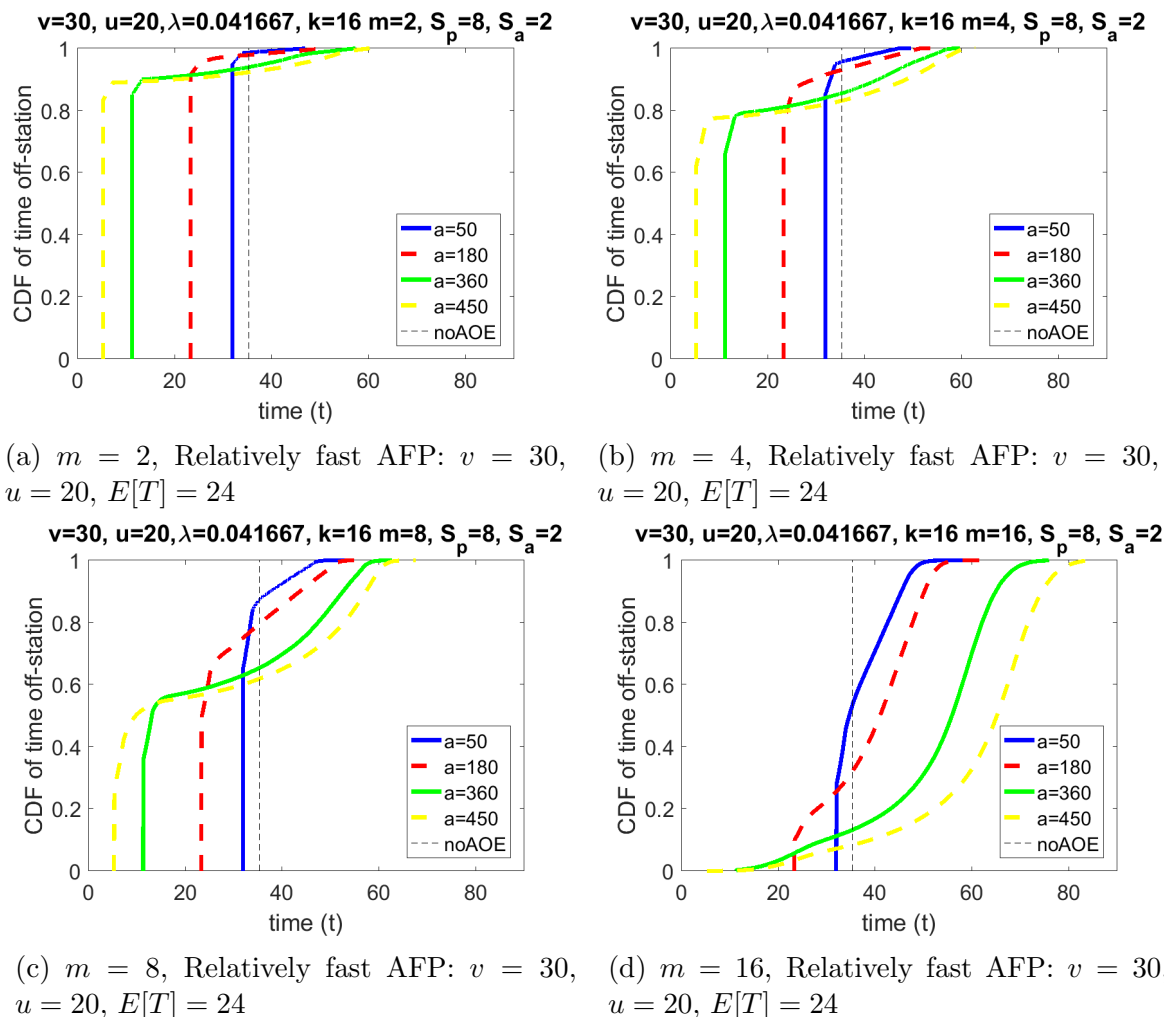 v=30, u=20,λ=0.041667, k=16 m=2, S_p=8, S_a=2
CDF of time off-station
1
0.8
0.6
0.4
0.2
0
0 20 40 60 80
time (t)
a=50
a=180
a=360
a=450
noAOE
(a) m = 2, Relatively fast AFP: v = 30,
u = 20, E[T] = 24
v=30, u=20,λ=0.041667, k=16 m=4, S_p=8, S_a=2
CDF of time off-station
1
0.8
0.6
0.4
0.2
0
0 20 40 60 80
time (t)
a=50
a=180
a=360
a=450
noAOE
(b) m = 4, Relatively fast AFP: v = 30,
u = 20, E[T] = 24
v=30, u=20,λ=0.041667, k=16 m=8, S_p=8, S_a=2
CDF of time off-station
1
0.8
0.6
0.4
0.2
0
0 20 40 60 80
time (t)
a=50
a=180
a=360
a=450
noAOE
(c) m = 8, Relatively fast AFP: v = 30,
u = 20, E[T] = 24
v=30, u=20,λ=0.041667, k=16 m=16, S_p=8, S_a=2
CDF of time off-station
1
0.8
0.6
0.4
0.2
0
0 20 40 60 80
time (t)
a=50
a=180
a=360
a=450
noAOE
(d) m = 16, Relatively fast AFP: v = 30,
u = 20, E[T] = 24